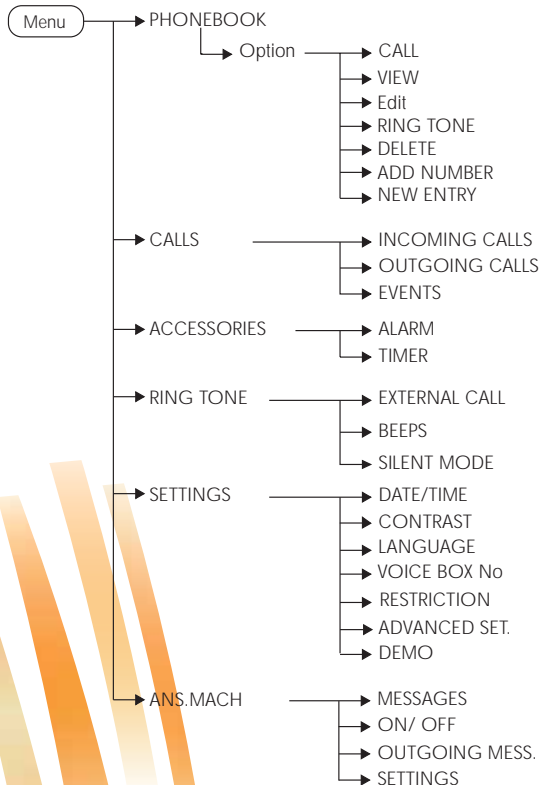 Menu PHONEBOOK
Option CALL
VIEW
Edit
RING TONE
DELETE
ADD NUMBER
NEW ENTRY
CALLS INCOMING CALLS
OUTGOING CALLS
EVENTS
ACCESSORIES ALARM
TIMER
RING TONE EXTERNAL CALL
BEEPS
SILENT MODE
SETTINGS DATE/TIME
CONTRAST
LANGUAGE
VOICE BOX No
RESTRICTION
ADVANCED SET.
DEMO
ANS.MACH MESSAGES
ON/ OFF
OUTGOING MESS.
SETTINGS